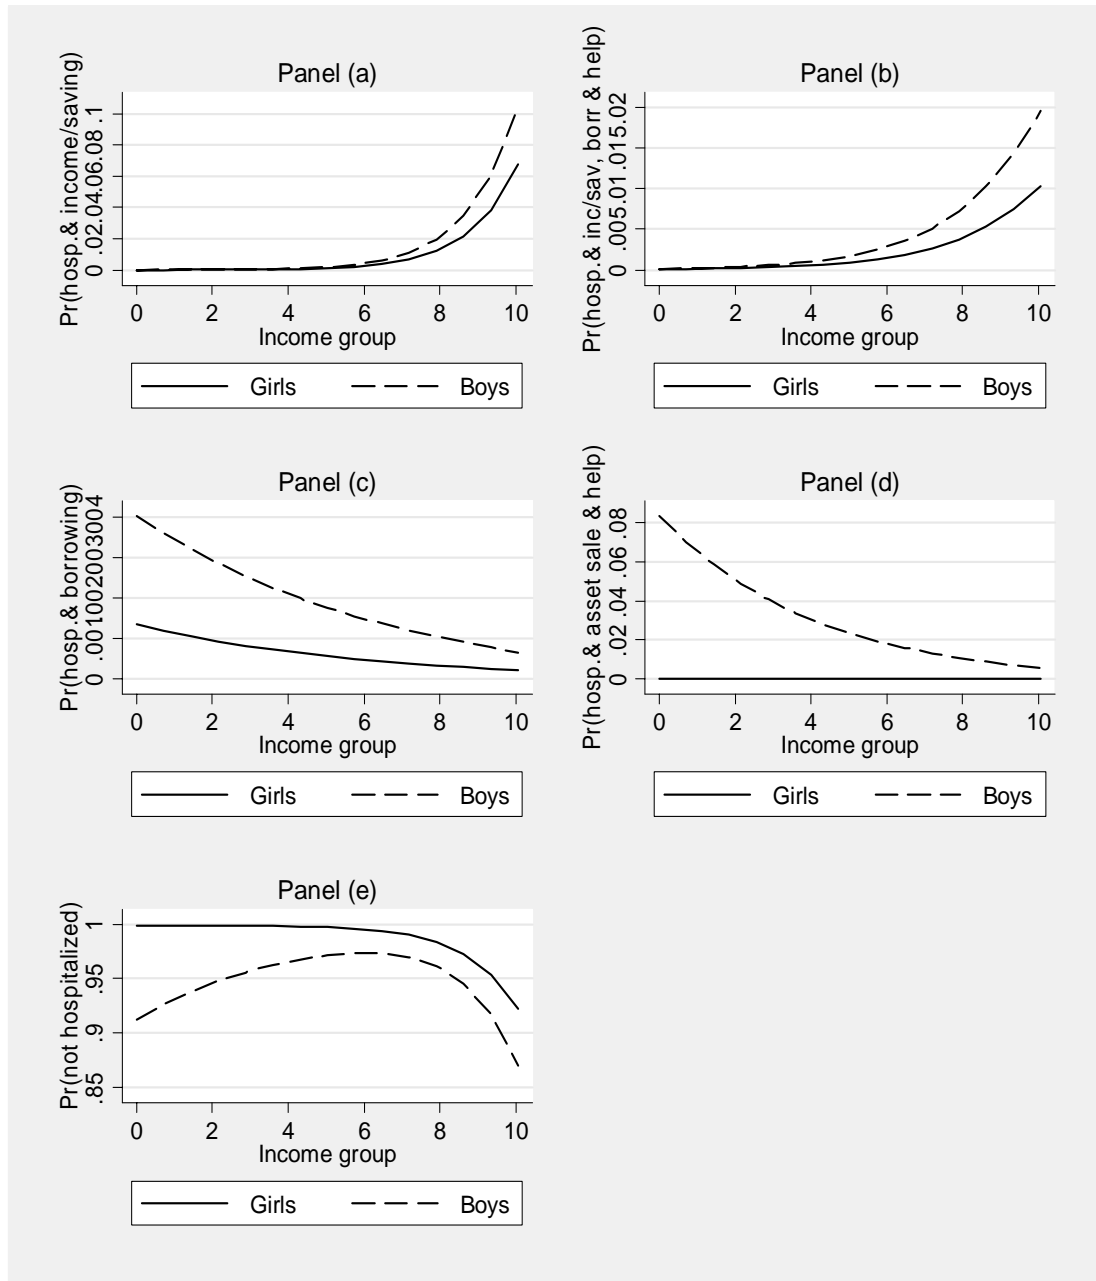 Panel (a)
Pr(hosp.& income/saving)
0 .02.04.06.08 .1
0 2 4 6 8 10
Income group
Girls Boys
Panel (b)
Pr(hosp.& inc/sav, borr & help)
0 .005.01.015.02
0 2 4 6 8 10
Income group
Girls Boys
Panel (c)
Pr(hosp.& borrowing)
0 .001002003004
0 2 4 6 8 10
Income group
Girls Boys
Panel (d)
Pr(hosp.& asset sale & help)
0 .02 .04 .06 .08
0 2 4 6 8 10
Income group
Girls Boys
Panel (e)
Pr(not hospitalized)
.85 .9 .95 1
0 2 4 6 8 10
Income group
Girls Boys